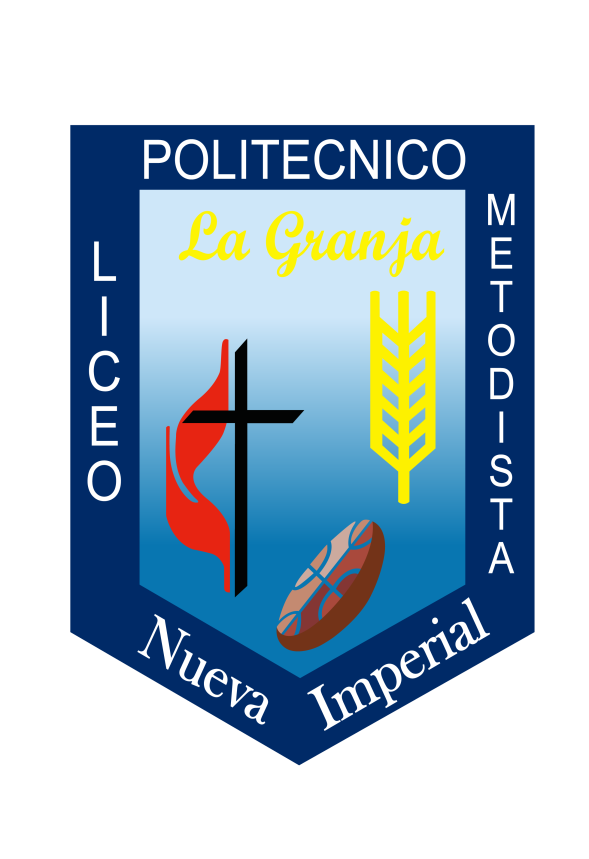 LICEO
POLITECNICO
METODISTA
La Granja
Nueva Imperial